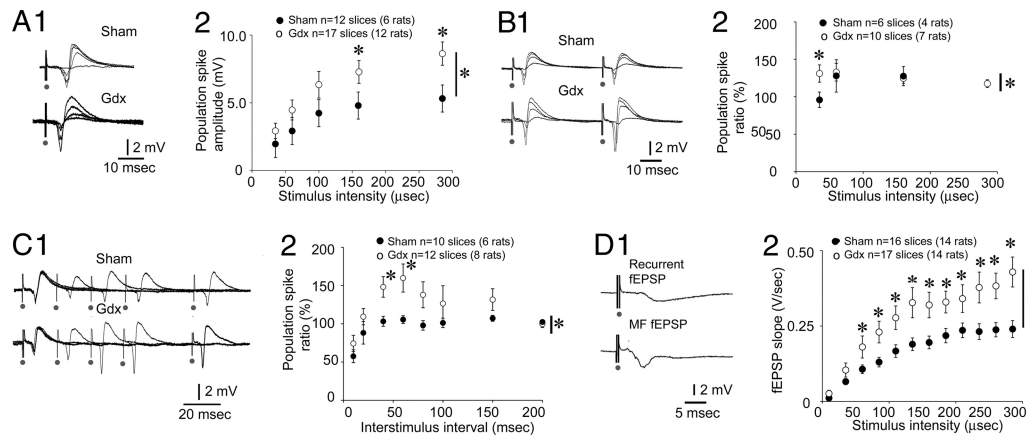 A1
Sham
Gdx
2 mV
10 msec
2
Sham n=12 slices (6 rats)
Gdx n=17 slices (12 rats)
10.0
5.0
0
Population spike
amplitude (mV)
*
*
*
0 50 100 150 200 250 300
Stimulus intensity (μsec)
B1
Sham
Gdx
2 mV
10 msec
2
Sham n=6 slices (4 rats)
Gdx n=10 slices (7 rats)
200
150
100
5050
0
Population spike
ratio (%)
*
*
0 50 100 150 200 250 300
Stimulus intensity (μsec)
C1
Sham
Gdx
2 mV
20 msec
2
Sham n=10 slices (6 rats)
Gdx n=12 slices (8 rats)
200
150
100
50
0
Population spike
ratio (%)
*
*
*
0 50 100 150 200
Interstimulus interval (msec)
D1
Recurrent
fEPSP
MF fEPSP
2 mV
5 msec
2
Sham n=16 slices (14 rats)
Gdx n=17 slices (14 rats)
0.50
0.25
0
fEPSP slope (V/sec)
* * * * * * * * * *
0 50 100 150 200 250 300
Stimulus intensity (μsec)